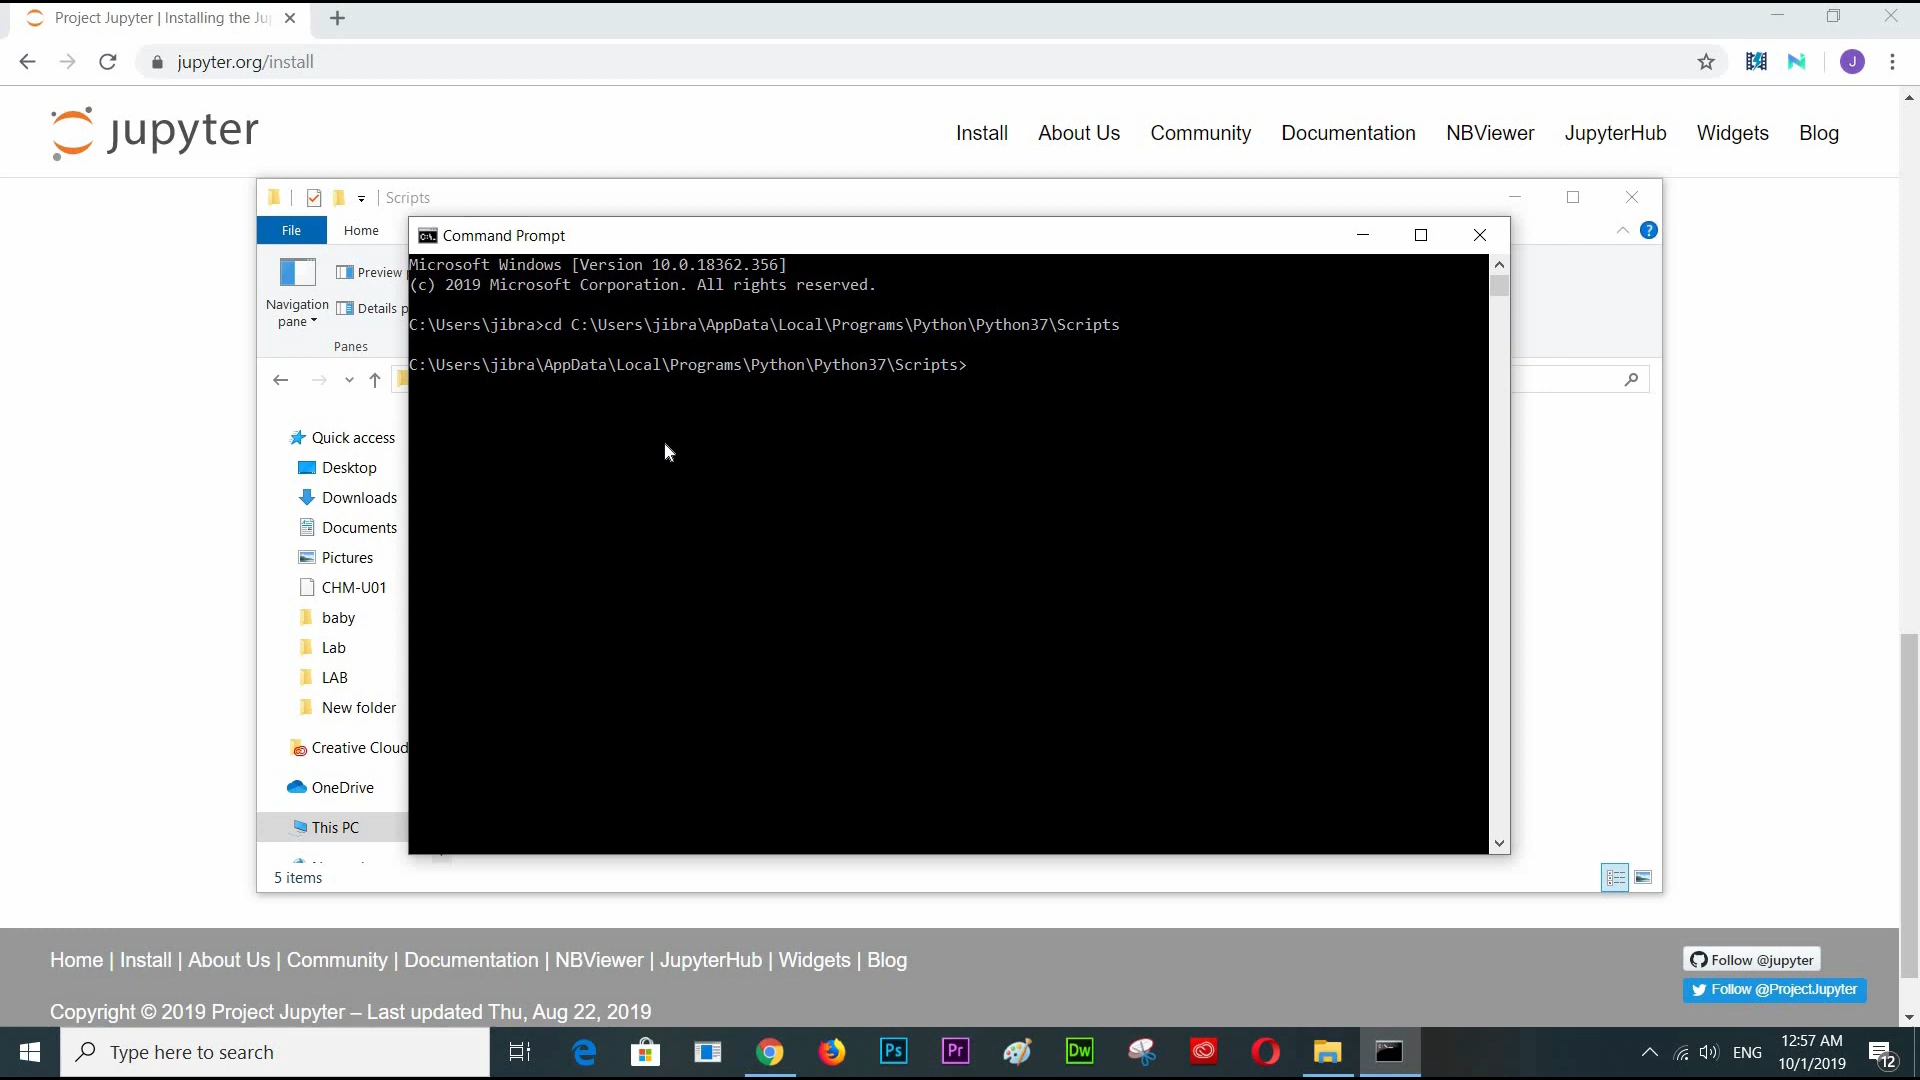 Project Jupyter | Installing the Ju
jupyter.org/install
J
jupyter
Install About Us Community Documentation NBViewer JupyterHub Widgets Blog
Scripts
File Home
Command Prompt
Preview
Navigation pane
Details p
Panes
Microsoft Windows [Version 10.0.18362.356]
(c) 2019 Microsoft Corporation. All rights reserved.
C:\Users\jibra>cd C:\Users\jibra\AppData\Local\Programs\Python\Python37\Scripts
C:\Users\jibra\AppData\Local\Programs\Python\Python37\Scripts>
Quick access
Desktop
Downloads
Documents
Pictures
CHM-U01
baby
Lab
LAB
New folder
Creative Cloud
OneDrive
This PC
5 items
Home | Install | About Us | Community | Documentation | NBViewer | JupyterHub | Widgets | Blog
Follow @jupyter
Follow @ProjectJupyter
Copyright © 2019 Project Jupyter – Last updated Thu, Aug 22, 2019
Type here to search
Ps
Pr
Dw
ENG
12:57 AM
10/1/2019
12